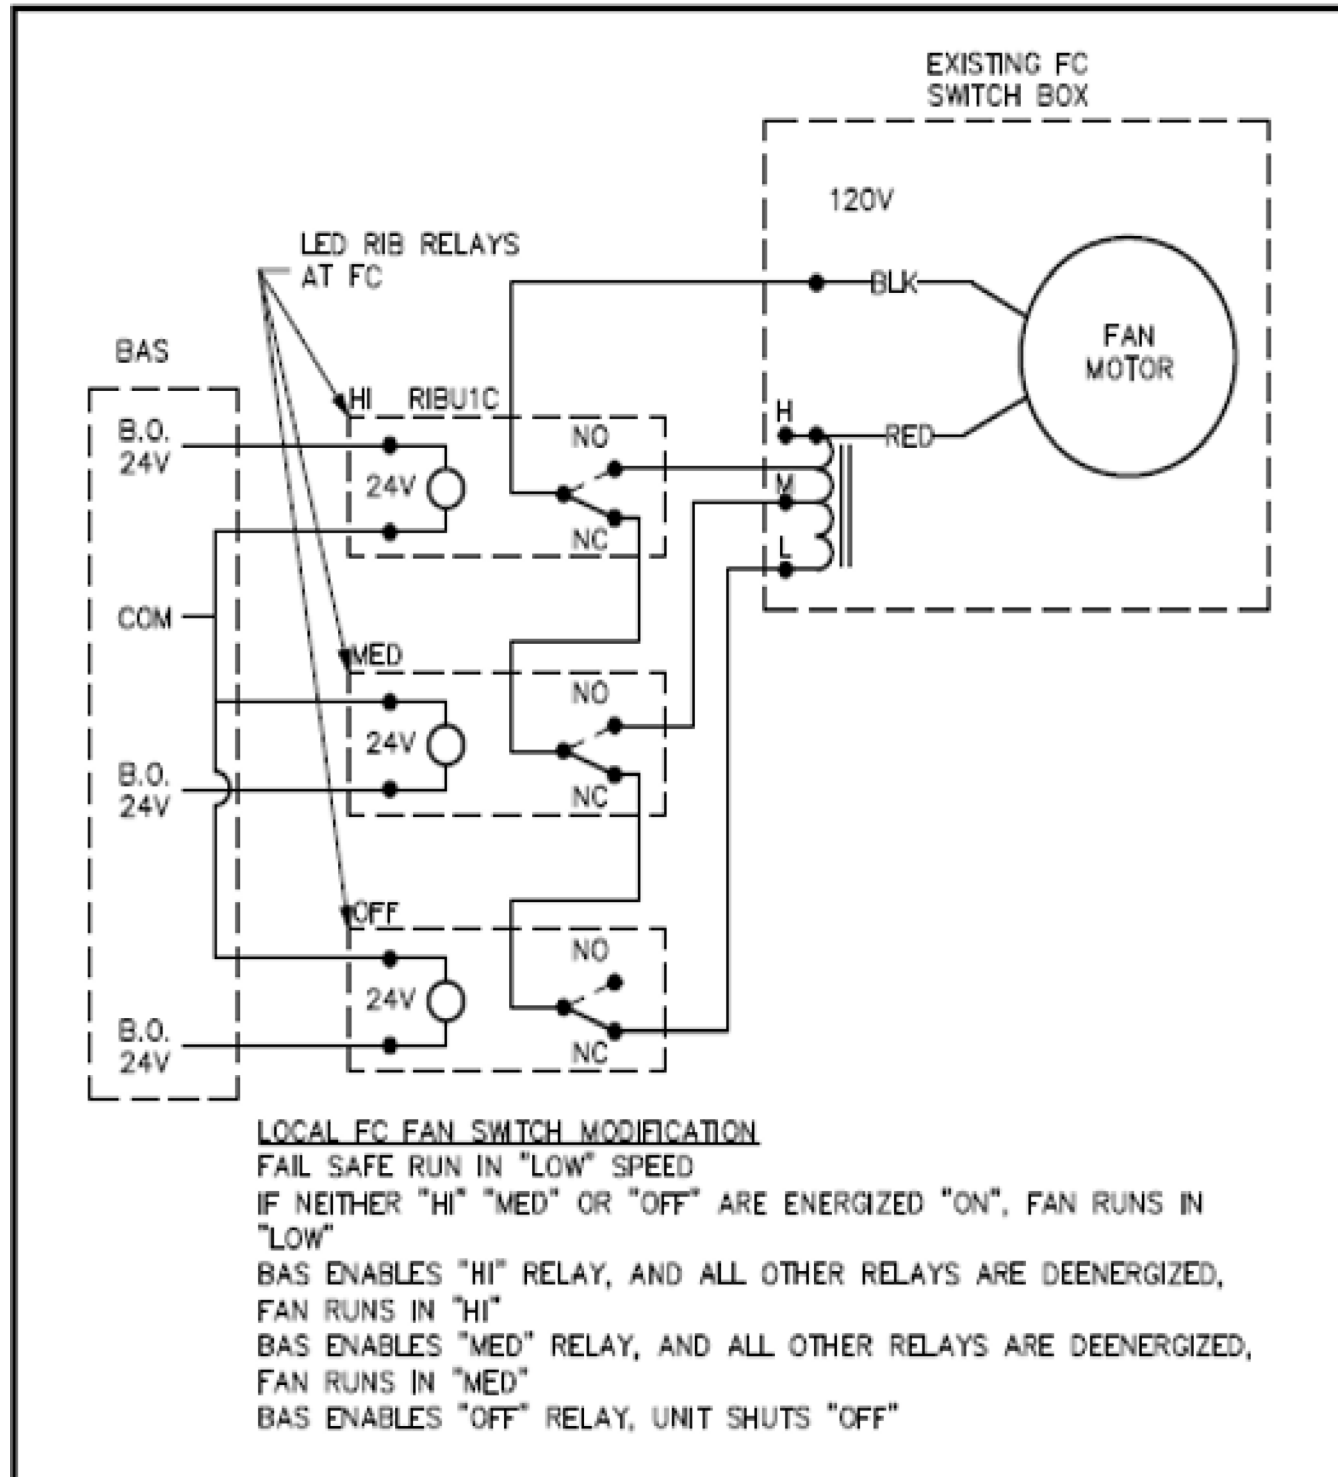 EXISTING FC
SWITCH BOX
120V
LED RIB RELAYS
AT FC
BLK
FAN
MOTOR
BAS
HI RIBU1C
H
RED
B.O.
24V
NO
24V
M
NC
L
COM
MED
NO
24V
B.O.
24V
NC
OFF
NO
24V
B.O.
24V
NC
LOCAL FC FAN SWITCH MODIFICATION
FAIL SAFE RUN IN "LOW" SPEED
IF NEITHER "HI" "MED" OR "OFF" ARE ENERGIZED "ON", FAN RUNS IN
"LOW"
BAS ENABLES "HI" RELAY, AND ALL OTHER RELAYS ARE DEENERGIZED,
FAN RUNS IN "HI"
BAS ENABLES "MED" RELAY, AND ALL OTHER RELAYS ARE DEENERGIZED,
FAN RUNS IN "MED"
BAS ENABLES "OFF" RELAY, UNIT SHUTS "OFF"